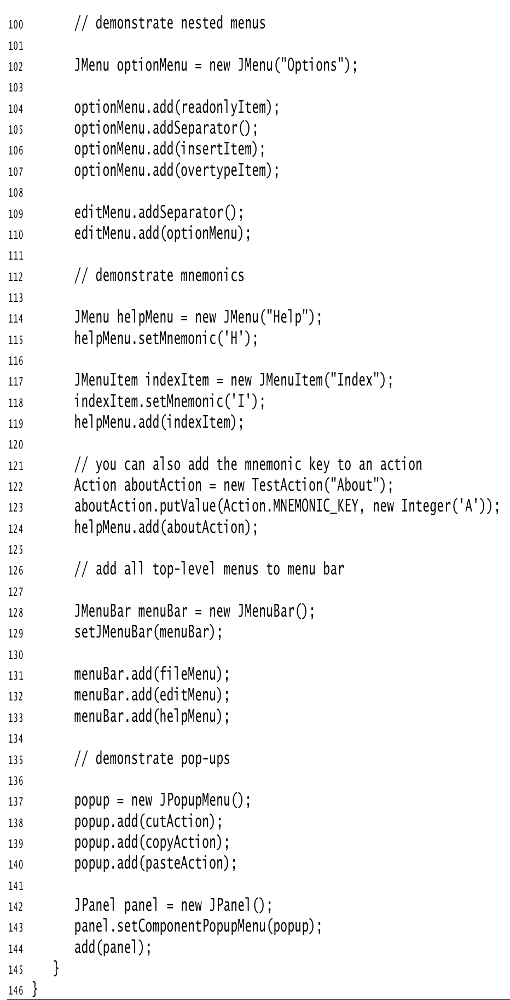 100 // demonstrate nested menus
101
102 JMenu optionMenu = new JMenu("Options");
103
104 optionMenu.add(readonlyItem);
105 optionMenu.addSeparator();
106 optionMenu.add(insertItem);
107 optionMenu.add(overtypeItem);
108
109 editMenu.addSeparator();
110 editMenu.add(optionMenu);
111
112 // demonstrate mnemonics
113
114 JMenu helpMenu = new JMenu("Help");
115 helpMenu.setMnemonic('H');
116
117 JMenuItem indexItem = new JMenuItem("Index");
118 indexItem.setMnemonic('I');
119 helpMenu.add(indexItem);
120
121 // you can also add the mnemonic key to an action
122 Action aboutAction = new TestAction("About");
123 aboutAction.putValue(Action.MNEMONIC_KEY, new Integer('A'));
124 helpMenu.add(aboutAction);
125
126 // add all top-level menus to menu bar
127
128 JMenuBar menuBar = new JMenuBar();
129 setJMenuBar(menuBar);
130
131 menuBar.add(fileMenu);
132 menuBar.add(editMenu);
133 menuBar.add(helpMenu);
134
135 // demonstrate pop-ups
136
137 popup = new JPopupMenu();
138 popup.add(cutAction);
139 popup.add(copyAction);
140 popup.add(pasteAction);
141
142 JPanel panel = new JPanel();
143 panel.setComponentPopupMenu(popup);
144 add(panel);
145 }
146 }